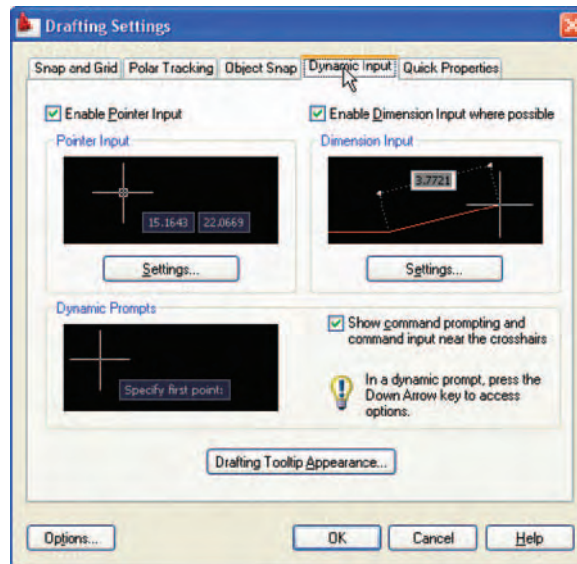 Drafting Settings
Snap and Grid Polar Tracking Object Snap Dynamic Input Quick Properties
Enable Pointer Input
Enable Dimension Input where possible
Pointer Input
15.1643 22.0669
Settings...
Dimension Input
3.7721
Settings...
Dynamic Prompts
Specify first point:
Show command prompting and
command input near the crosshairs
In a dynamic prompt, press the
Down Arrow key to access
options.
Drafting Tooltip Appearance...
Options...
OK
Cancel
Help